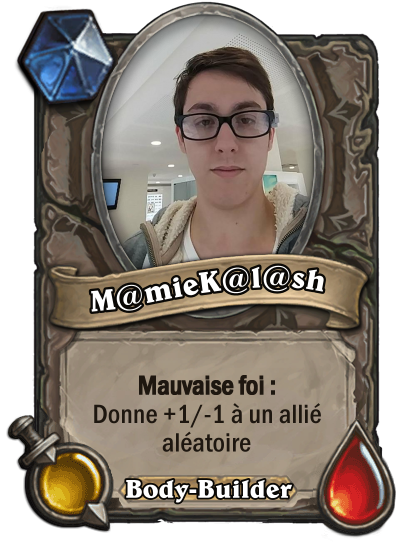 M@mieK@l@sh
Mauvaise foi :
Donne +1/-1 à un allié
aléatoire
Body-Builder